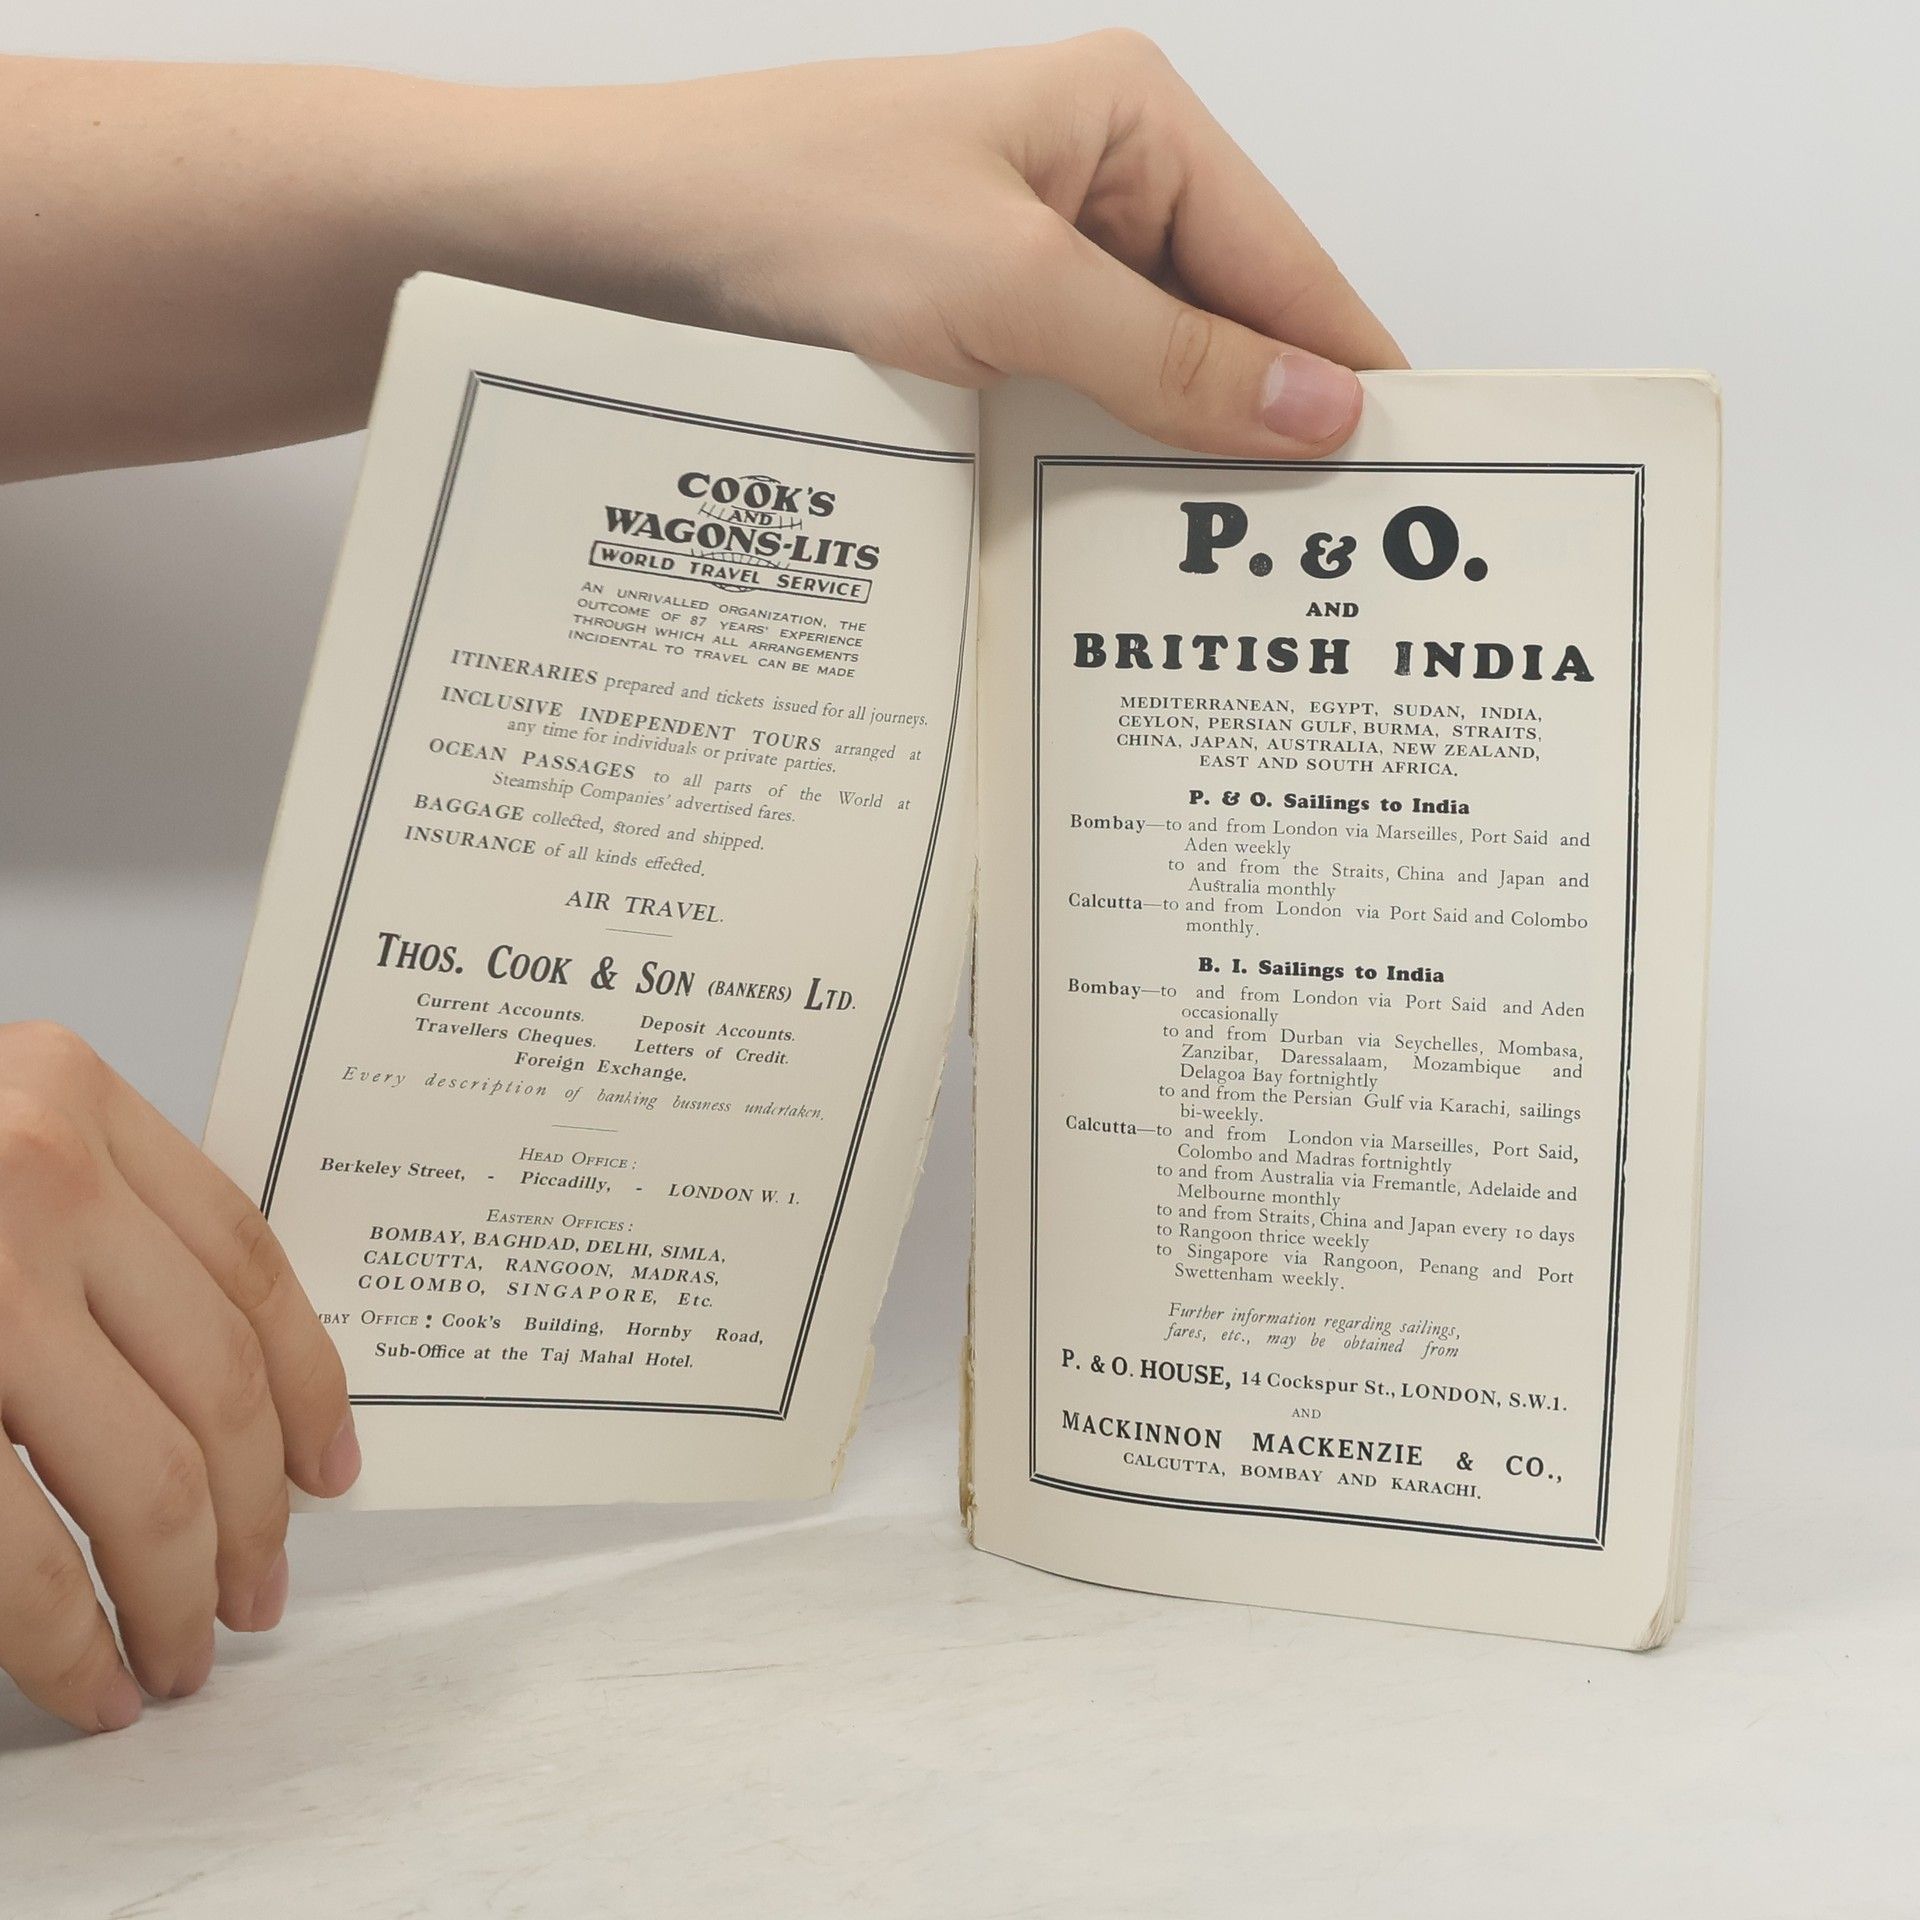 COOK'S
AND
WAGONS-LITS
WORLD TRAVEL SERVICE
AN UNRIVALLED ORGANIZATION, THE
OUTCOME OF 87 YEARS' EXPERIENCE
THROUGH WHICH ALL ARRANGEMENTS
INCIDENTAL TO TRAVEL CAN BE MADE
ITINERARIES prepared and tickets issued for all journeys.
INCLUSIVE INDEPENDENT TOURS arranged at
any time for individuals or private parties.
OCEAN PASSAGES to all parts of the World at
Steamship Companies' advertised fares.
BAGGAGE collected, stored and shipped.
INSURANCE of all kinds effected.
AIR TRAVEL.
THOS. COOK & SON (BANKERS) LTD.
Current Accounts. Deposit Accounts.
Travellers Cheques. Letters of Credit.
Foreign Exchange.
Every description of banking business undertaken.
HEAD OFFICE:
Berkeley Street, - Piccadilly, - LONDON W. 1.
EASTERN OFFICES:
BOMBAY, BAGHDAD, DELHI, SIMLA,
CALCUTTA, RANGOON, MADRAS,
COLOMBO, SINGAPORE, Etc.
OFFICE: Cook's Building, Hornby Road,
Sub-Office at the Taj Mahal Hotel.
P. & O.
AND
BRITISH INDIA
MEDITERRANEAN, EGYPT, SUDAN, INDIA,
CEYLON, PERSIAN GULF, BURMA, STRAITS,
CHINA, JAPAN, AUSTRALIA, NEW ZEALAND,
EAST AND SOUTH AFRICA.
P. & O. Sailings to India
Bombay—to and from London via Marseilles, Port Said and
Aden weekly
to and from the Straits, China and Japan and
Australia monthly
Calcutta—to and from London via Port Said and Colombo
monthly.
B. I. Sailings to India
Bombay—to and from London via Port Said and Aden
occasionally
to and from Durban via Seychelles, Mombasa,
Zanzibar, Daressalaam, Mozambique and
Delagoa Bay fortnightly
to and from the Persian Gulf via Karachi, sailings
bi-weekly.
Calcutta—to and from London via Marseilles, Port Said,
Colombo and Madras fortnightly
to and from Australia via Fremantle, Adelaide and
Melbourne monthly
to and from Straits, China and Japan every 10 days
to Rangoon thrice weekly
to Singapore via Rangoon, Penang and Port
Swettenham weekly.
Further information regarding sailings,
fares, etc., may be obtained from
P. & O. HOUSE, 14 Cockspur St., LONDON, S.W.1.
AND
MACKINNON MACKENZIE & CO.,
CALCUTTA, BOMBAY AND KARACHI.